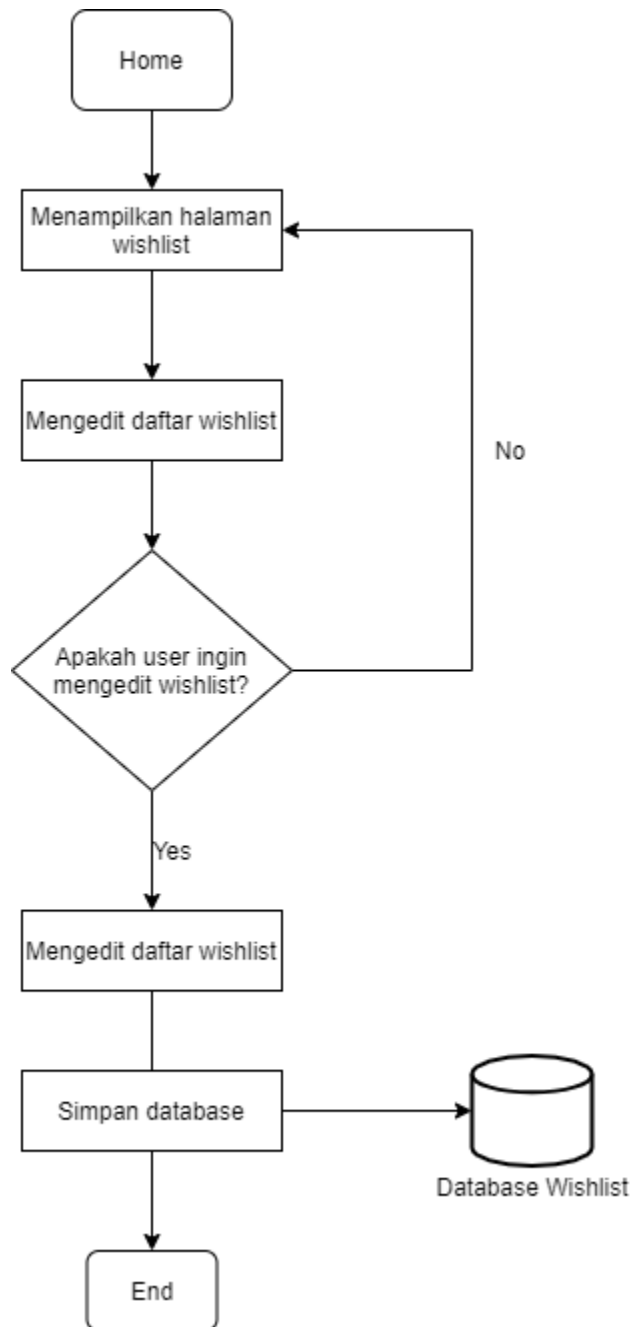 Home
Menampilkan halaman
wishlist
Mengedit daftar wishlist
No
Apakah user ingin
mengedit wishlist?
Yes
Mengedit daftar wishlist
Simpan database
Database Wishlist
End